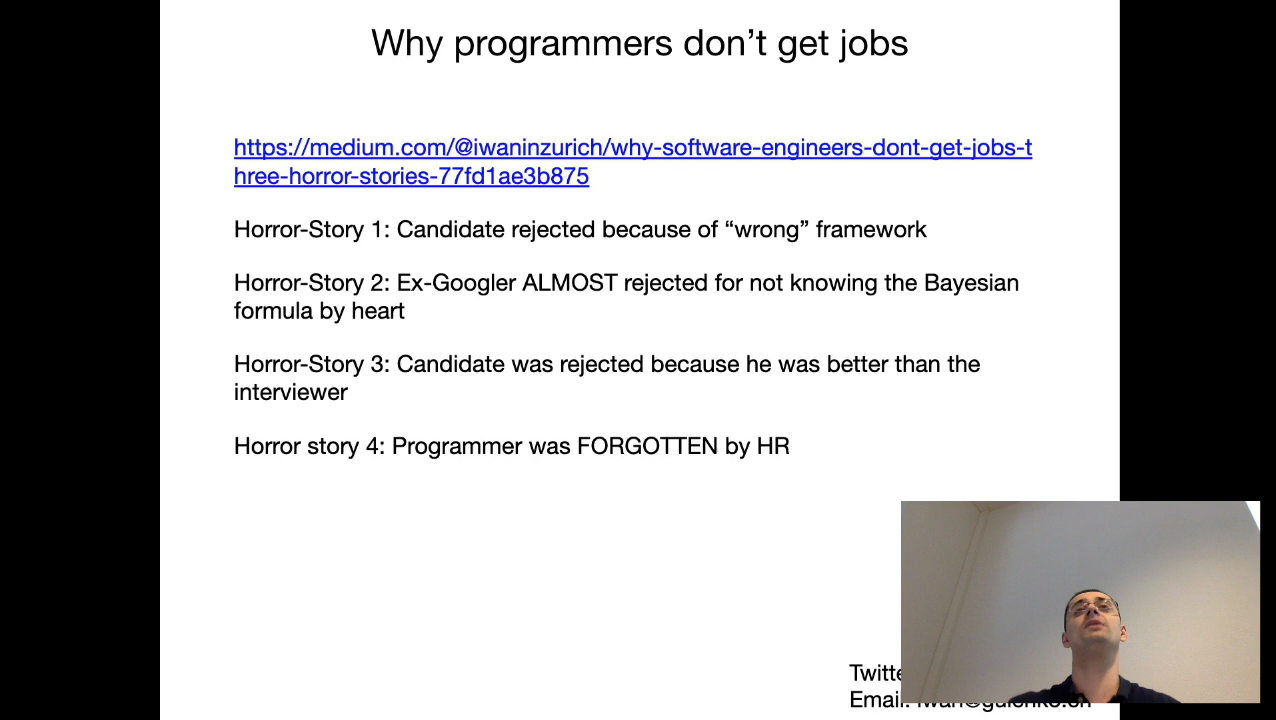 Why programmers don’t get jobs
https://medium.com/@iwaninzurich/why-software-engineers-dont-get-jobs-t
hree-horror-stories-77fd1ae3b875
Horror-Story 1: Candidate rejected because of “wrong” framework
Horror-Story 2: Ex-Googler ALMOST rejected for not knowing the Bayesian
formula by heart
Horror-Story 3: Candidate was rejected because he was better than the
interviewer
Horror story 4: Programmer was FORGOTTEN by HR
Email: